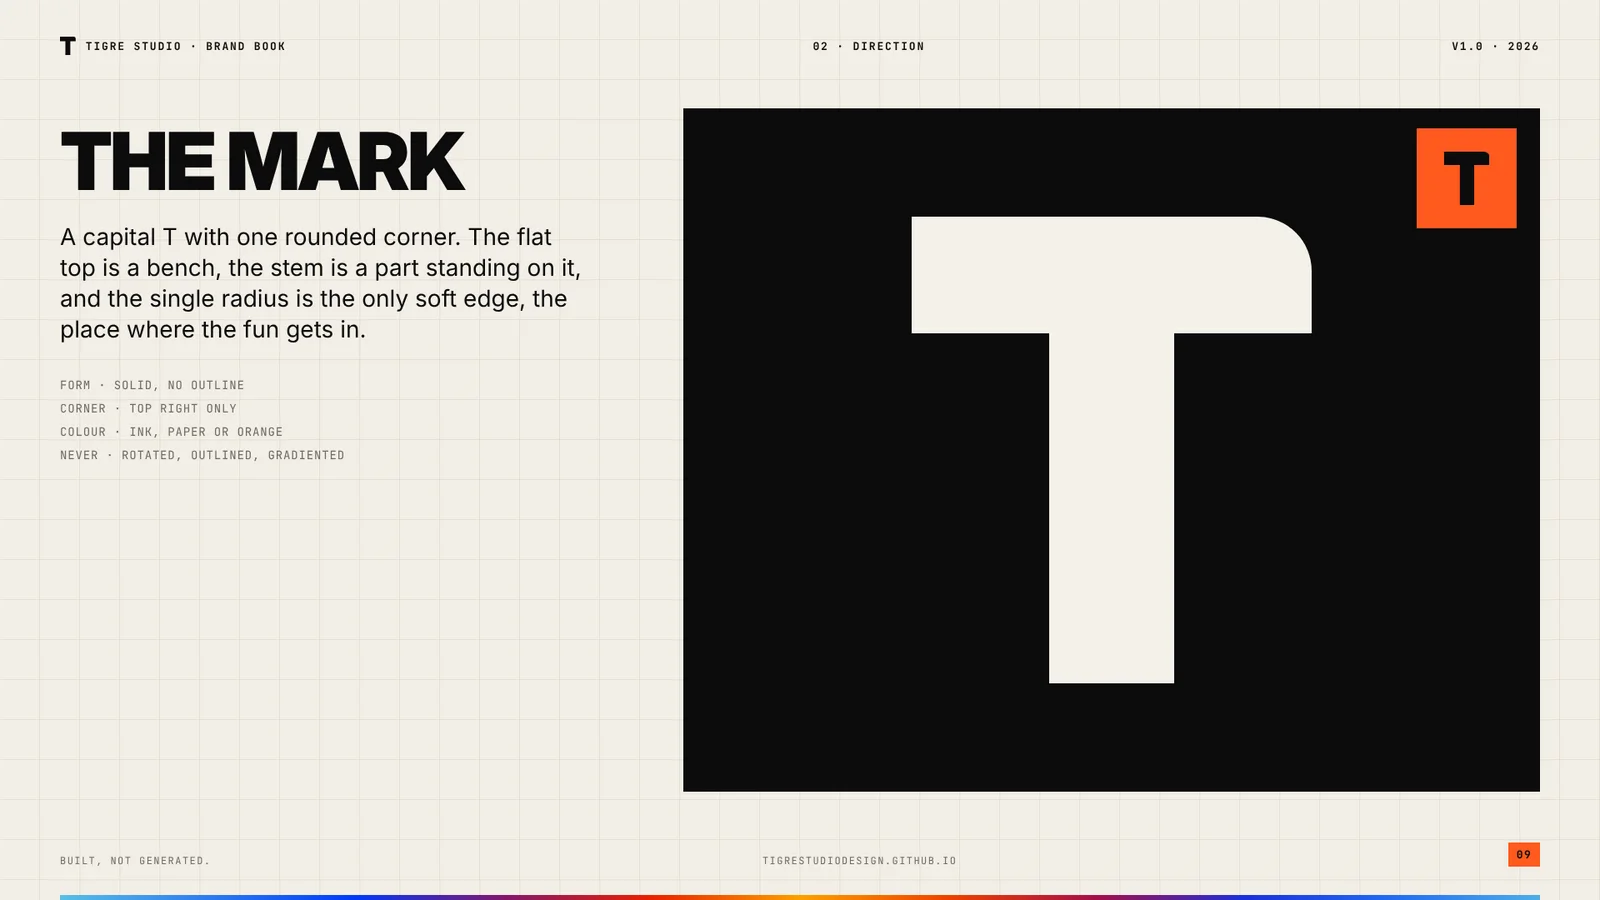 T TIGRE STUDIO · BRAND BOOK
02 · DIRECTION
V1.0 · 2026
THE MARK
A capital T with one rounded corner. The flat
top is a bench, the stem is a part standing on it,
and the single radius is the only soft edge, the
place where the fun gets in.
FORM · SOLID, NO OUTLINE
CORNER · TOP RIGHT ONLY
COLOUR · INK, PAPER OR ORANGE
NEVER · ROTATED, OUTLINED, GRADIENTED
T
T
BUILT, NOT GENERATED.
TIGRESTUDIODESIGN.GITHUB.IO
09